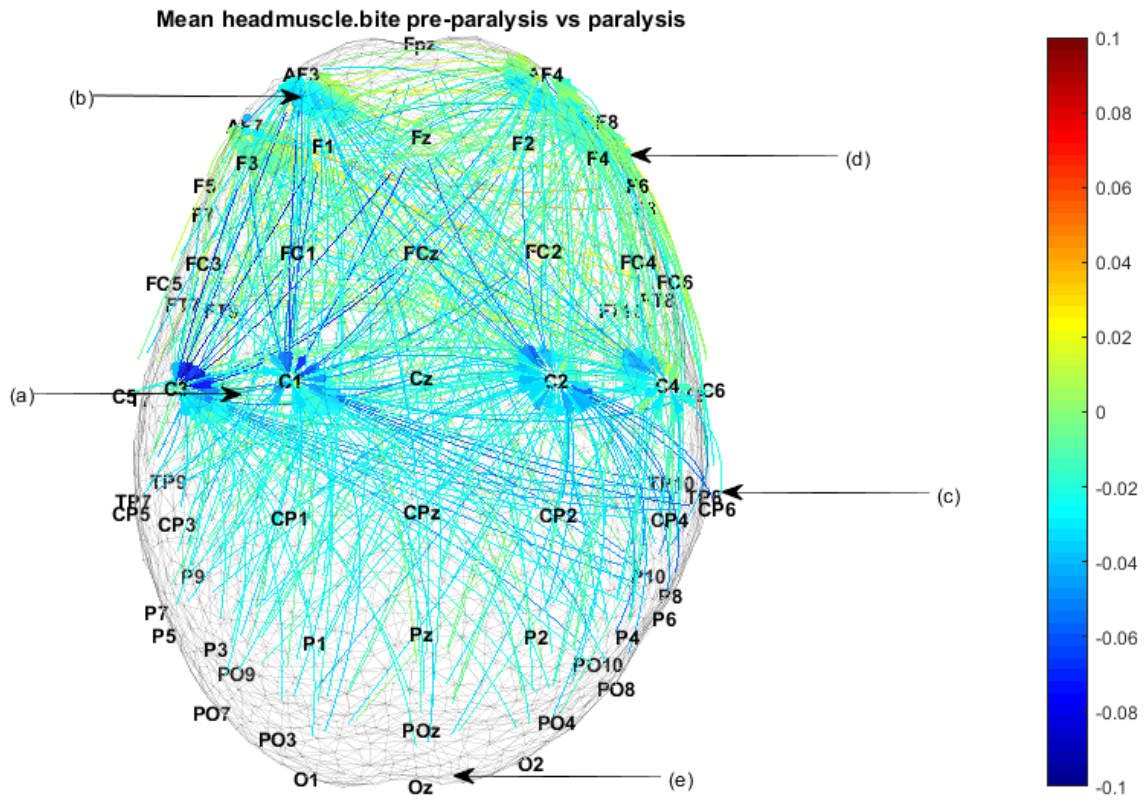 Mean headmuscle.bite pre-paralysis vs paralysis
Fpz
AF3 AF4
(b)
AF7 AF8
F3 F1 Fz F2 F4
(d)
F5 F6
F7
FC3 FC1 FCz FC2 FC4
FC5 FC6
FT8
C5 C3 C1 Cz C2 C4 C6
(a)
TP9 TP10
TP7 TP8
(c)
CP5 CP3 CP1 CPz CP2 CP4 CP6
P9 P10
P8
P7 P6
P5 P3 P1 Pz P2 P4
PO9 PO10
PO7 PO8
PO3 POz PO4
O1 Oz O2
(e)
0.1
0.08
0.06
0.04
0.02
0
-0.02
-0.04
-0.06
-0.08
-0.1